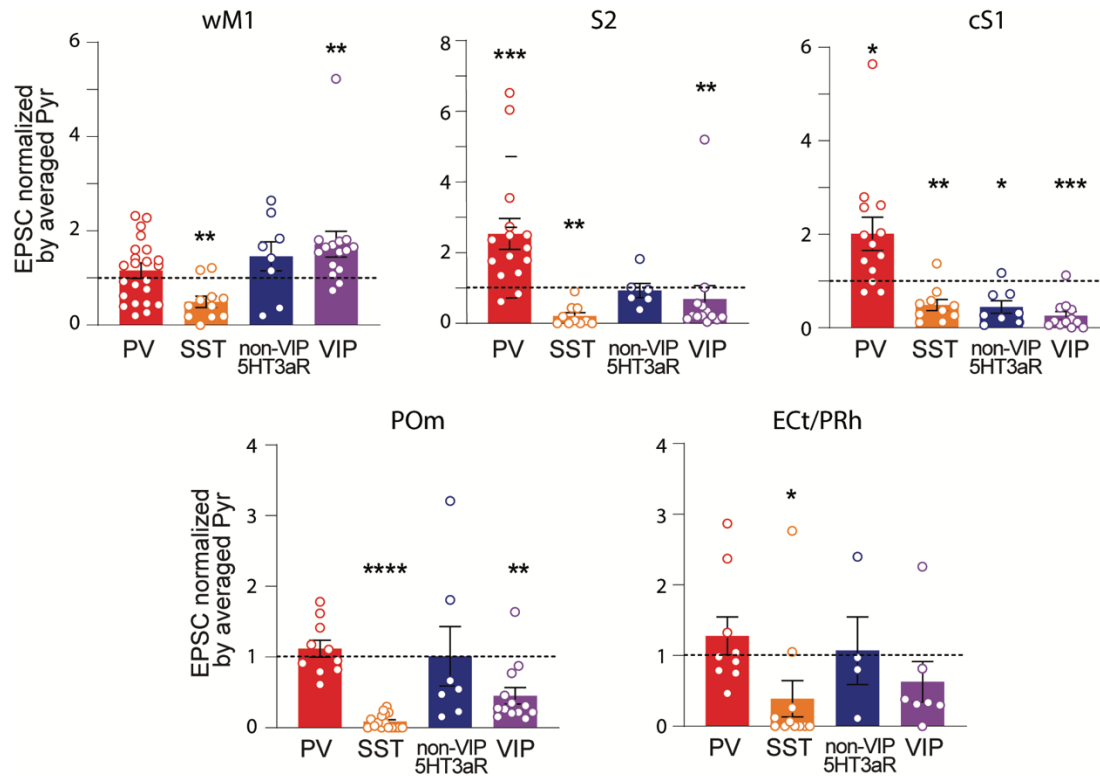 wM1
EPSC normalized
by averaged Pyr
6
4
2
0
**
**
PV
SST
non-VIP
5HT3aR
VIP
S2
8
6
4
2
0
***
**
**
PV
SST
non-VIP
5HT3aR
VIP
cS1
6
4
2
0
*
**
*
***
PV
SST
non-VIP
5HT3aR
VIP
POm
EPSC normalized
by averaged Pyr
4
3
2
1
0
****
**
PV
SST
non-VIP
5HT3aR
VIP
ECt/PRh
4
3
2
1
0
*
PV
SST
non-VIP
5HT3aR
VIP